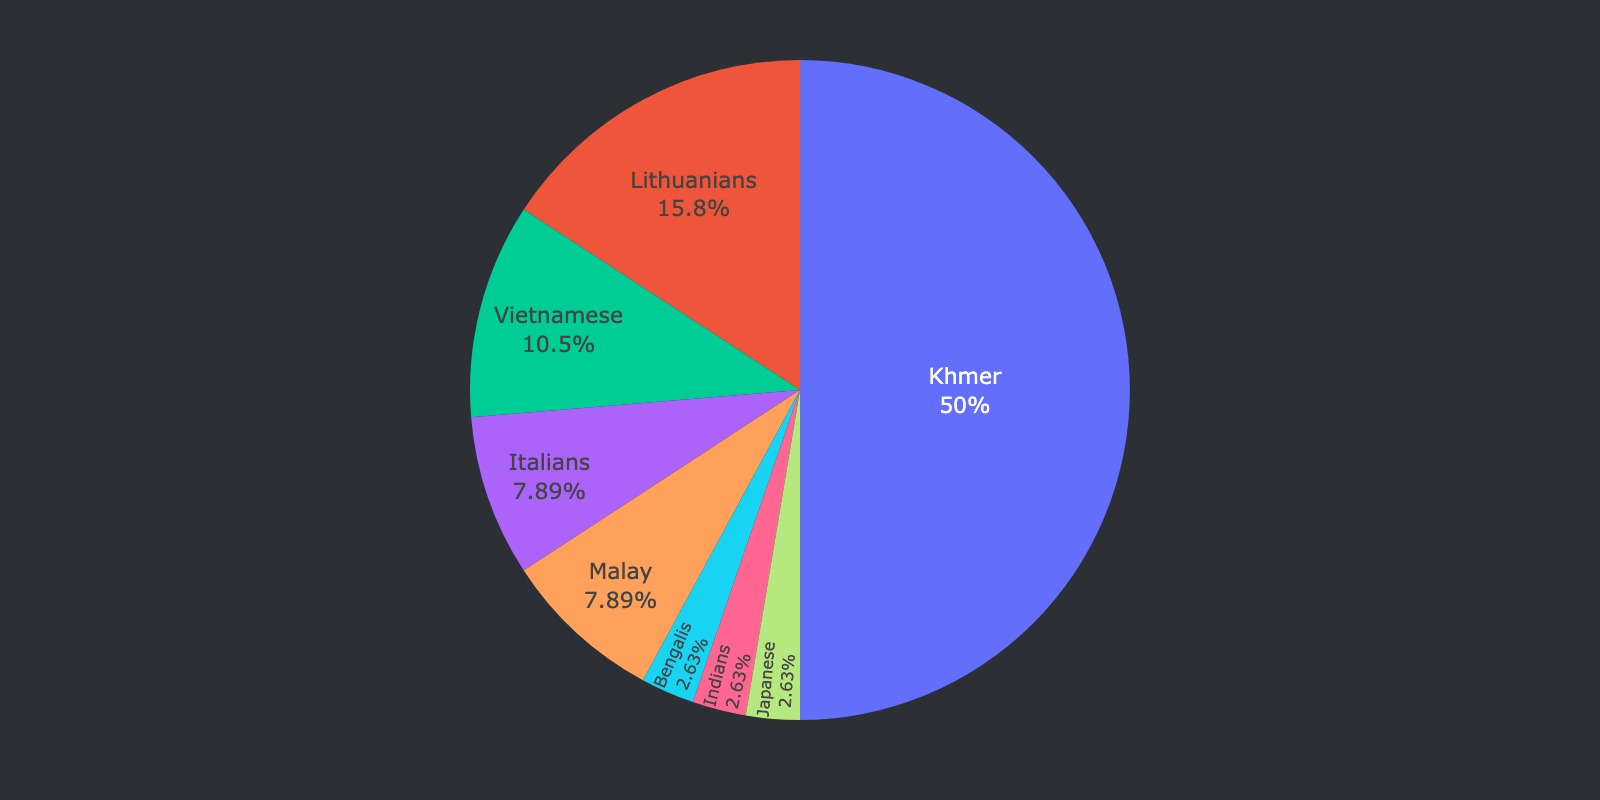 Lithuanians
15.8%
Vietnamese
10.5%
Khmer
50%
Italians
7.89%
Malay
7.89%
Bengalis
2.63%
Indians
2.63%
Japanese
2.63%